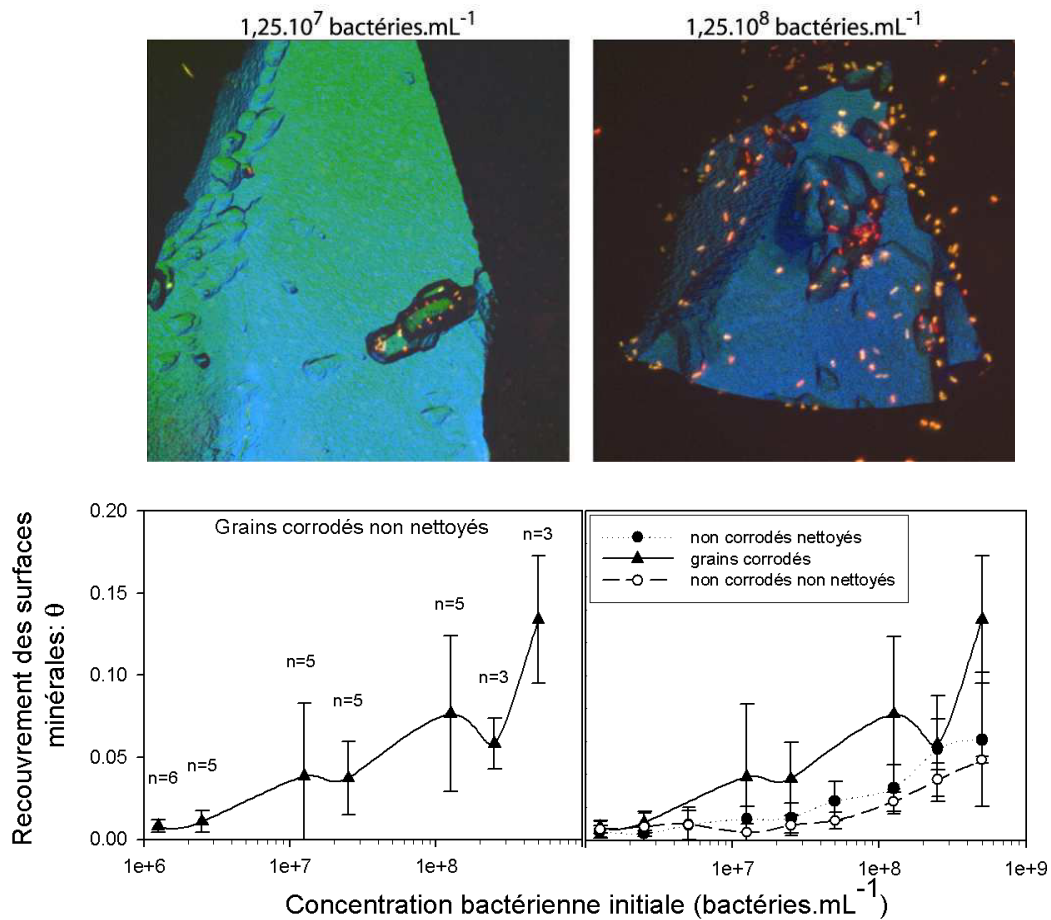 1,25.10⁷ bactéries.mL⁻¹
1,25.10⁸ bactéries.mL⁻¹
Recouvrement des surfaces
minérales: θ
Grains corrodés non nettoyés
n=6
n=5
n=5
n=5
n=5
n=3
n=3
0.20
0.15
0.10
0.05
0.00
1e+6
1e+7
1e+8
non corrodés nettoyés
grains corrodés
non corrodés non nettoyés
1e+7
1e+8
1e+9
Concentration bactérienne initiale (bactéries.mL⁻¹)